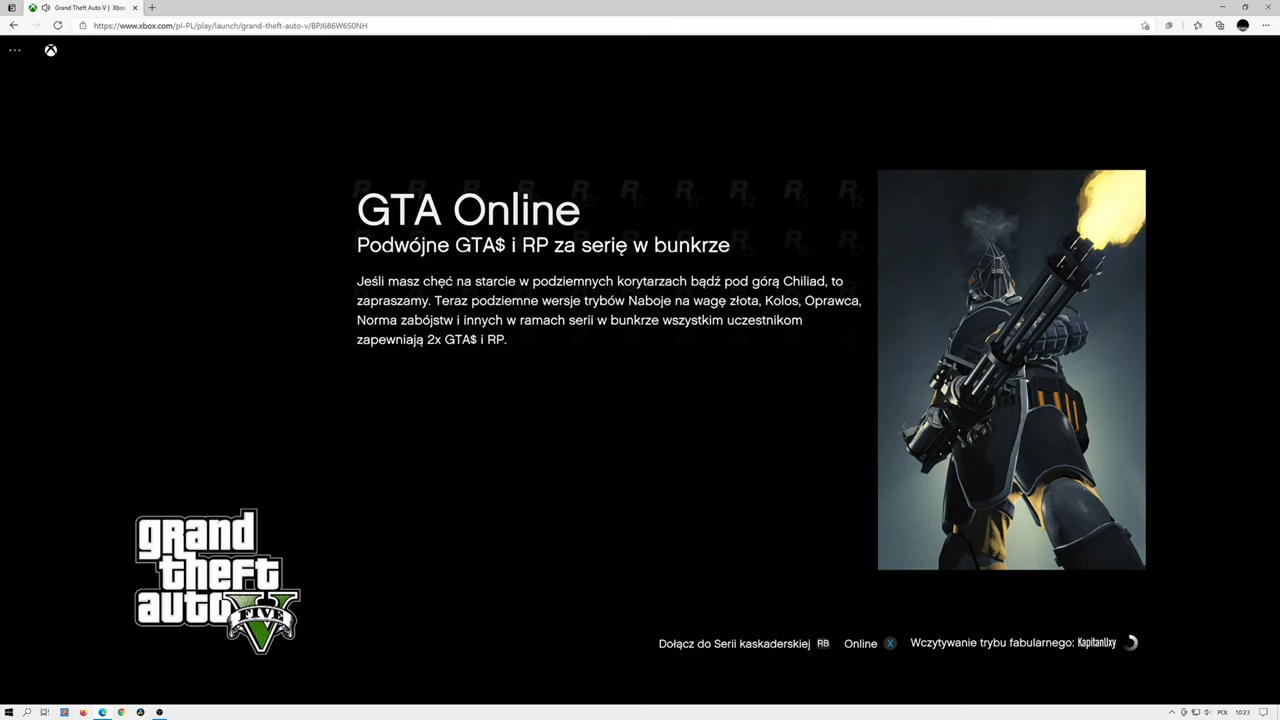 Grand Theft Auto V | Xbox
https://www.xbox.com/pl-PL/play/launch/grand-theft-auto-v/BPJ686W6S0NH
GTA Online
Podwójne GTA$ i RP za serię w bunkrze
Jeśli masz chęć na starcie w podziemnych korytarzach bądź pod górą Chiliad, to
zapraszamy. Teraz podziemne wersje trybów Naboje na wagę złota, Kolos, Oprawca,
Norma zabójstw i innych w ramach serii w bunkrze wszystkim uczestnikom
zapewniają 2x GTA$ i RP.
grand
theft
auto V
FIVE
Dołącz do Serii kaskaderskiej RB Online X Wczytywanie trybu fabularnego: KapitanUxy
POL 10:23